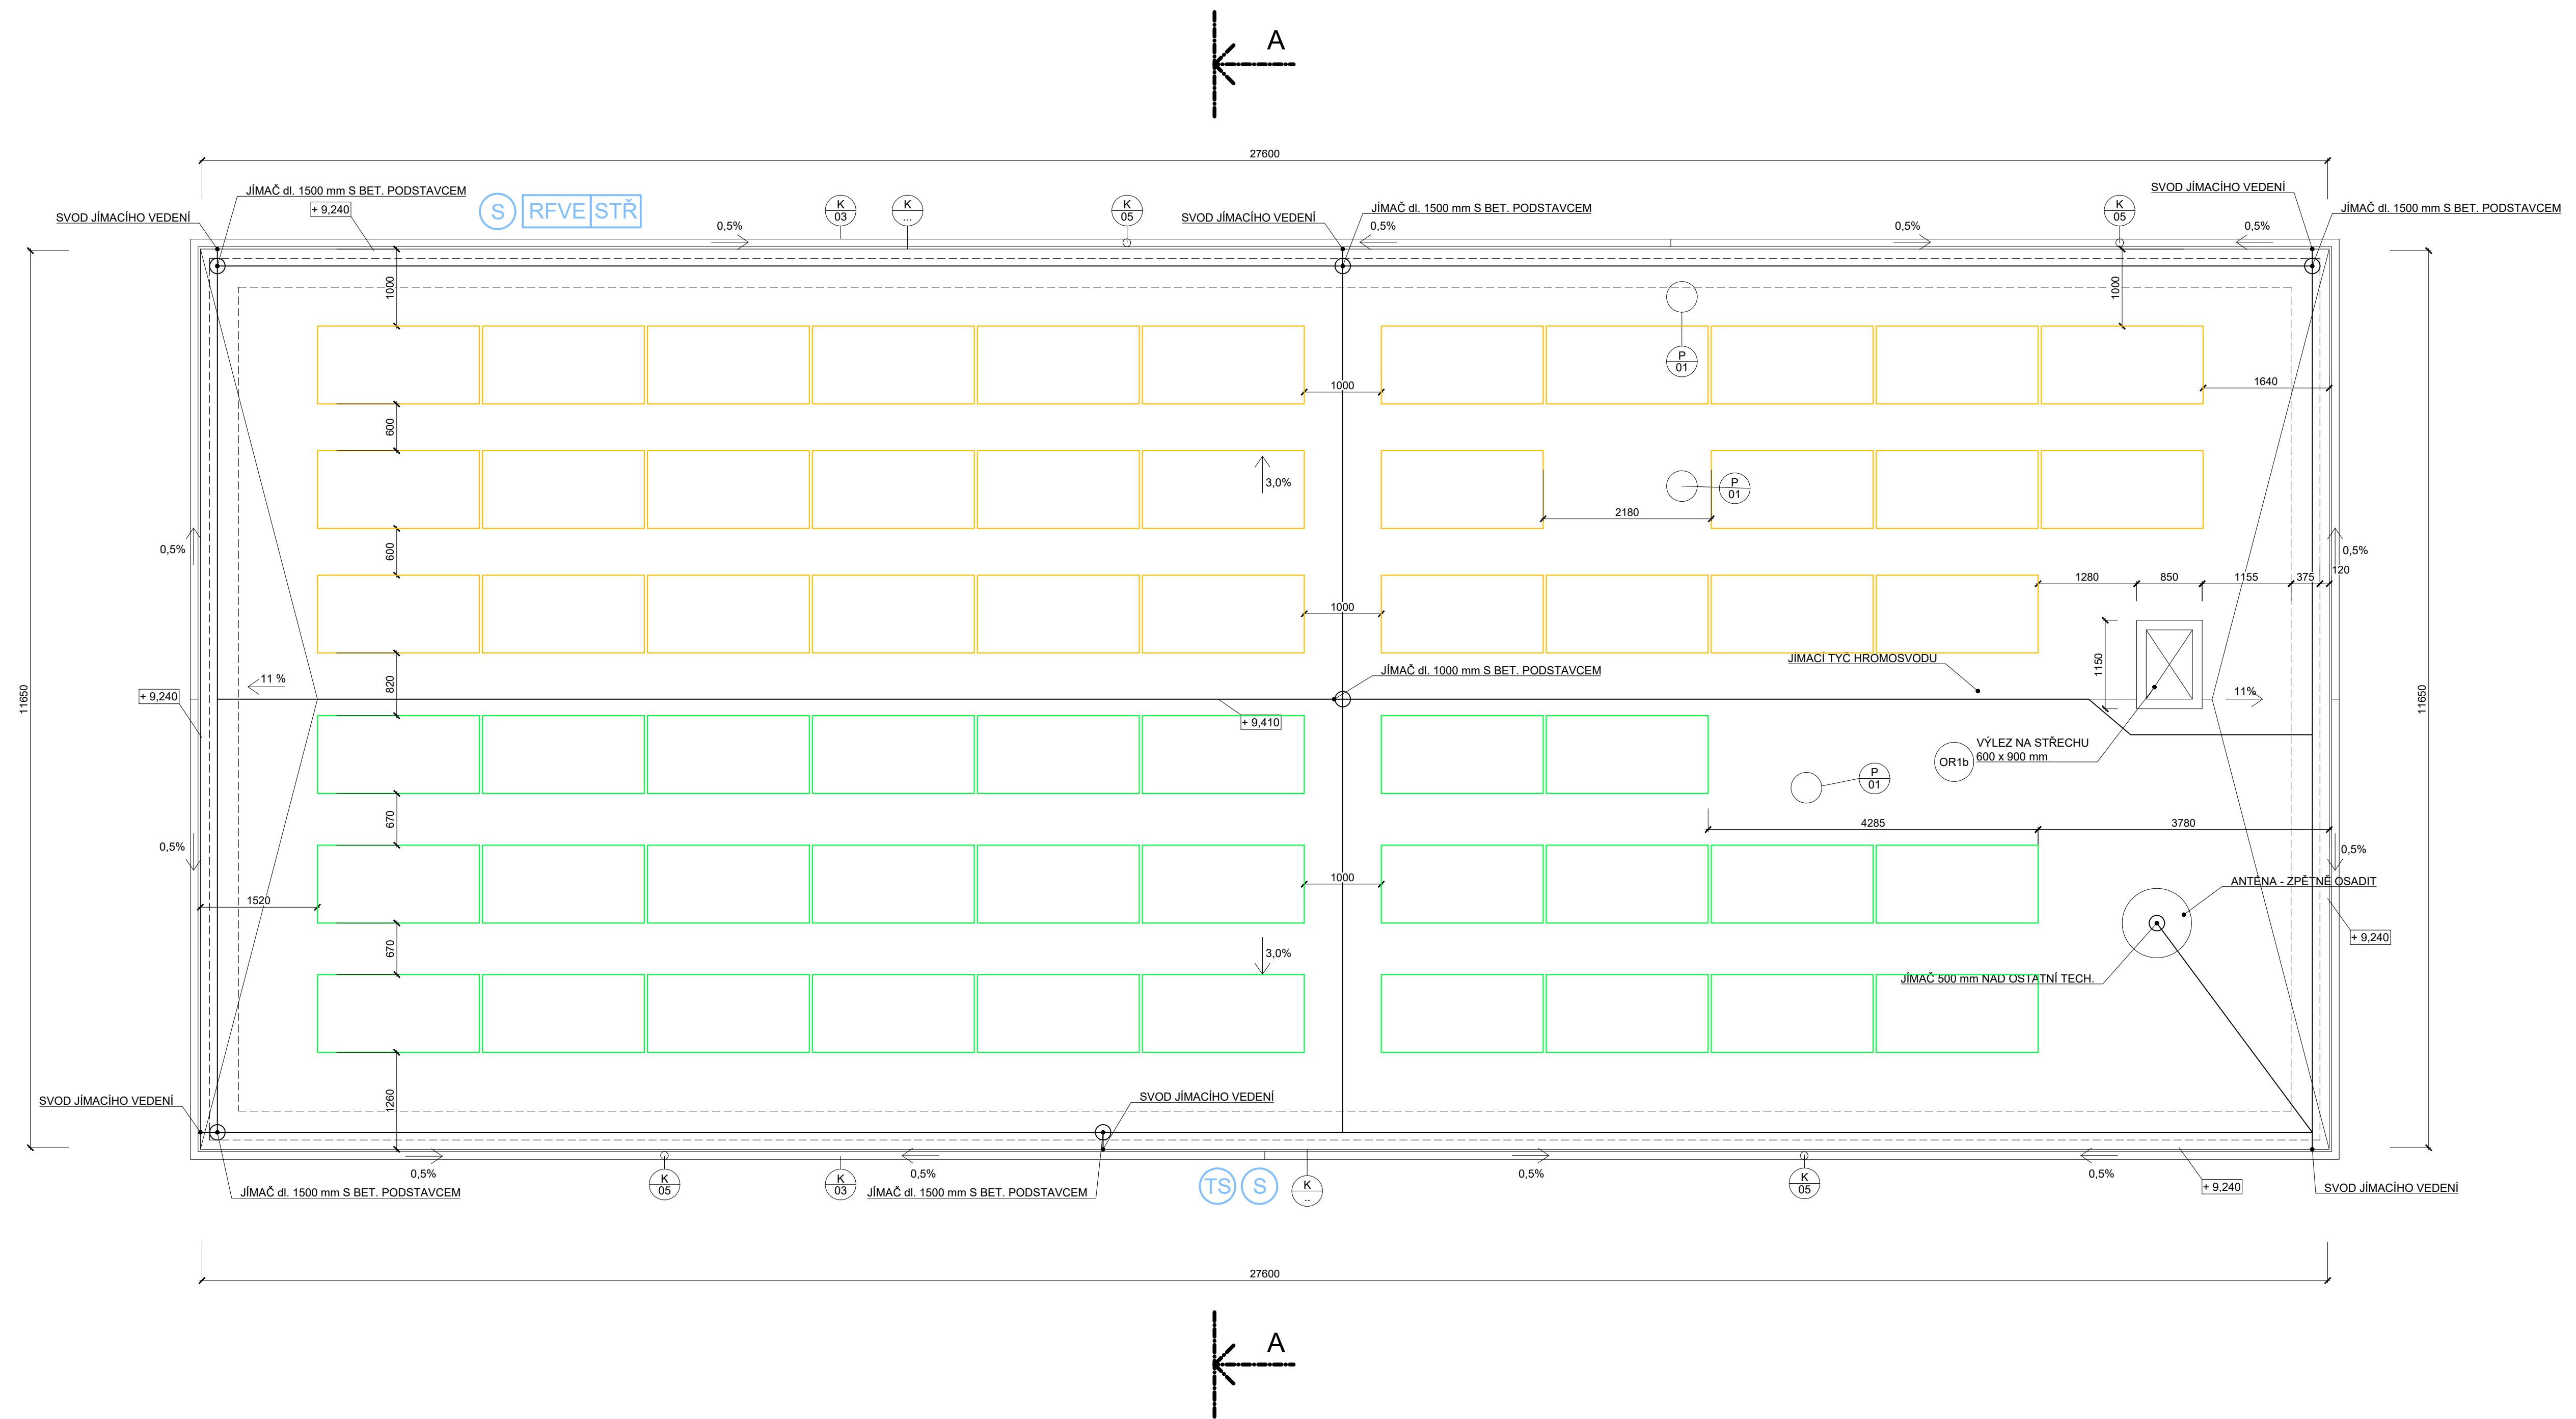 A
27600
JÍMAČ dl. 1500 mm S BET. PODSTAVCEM
SVOD JÍMACÍHO VEDENÍ
+ 9,240
S RFVE STŘ
0,5%
K
03
K
...
K
05
SVOD JÍMACÍHO VEDENÍ
JÍMAČ dl. 1500 mm S BET. PODSTAVCEM
0,5%
0,5%
K
05
0,5%
SVOD JÍMACÍHO VEDENÍ
JÍMAČ dl. 1500 mm S BET. PODSTAVCEM
1000
1000
P
01
1000
1640
600
3,0%
P
01
2180
0,5%
600
0,5%
1280
850
1155
375
120
1000
1150
JÍMACÍ TYČ HROMOSVODU
JÍMAČ dl. 1000 mm S BET. PODSTAVCEM
11 %
820
11%
11650
+ 9,240
11650
+ 9,410
VÝLEZ NA STŘECHU
600 x 900 mm
OR1b
P
01
670
4285
3780
0,5%
0,5%
1000
ANTÉNA - ZPĚTNĚ OSADIT
1520
670
+ 9,240
3,0%
JÍMAČ 500 mm NAD OSTATNÍ TECH.
1260
SVOD JÍMACÍHO VEDENÍ
SVOD JÍMACÍHO VEDENÍ
0,5%
0,5%
0,5%
0,5%
JÍMAČ dl. 1500 mm S BET. PODSTAVCEM
K
05
K
03
JÍMAČ dl. 1500 mm S BET. PODSTAVCEM
TS S
K
..
K
05
+ 9,240
SVOD JÍMACÍHO VEDENÍ
27600
A